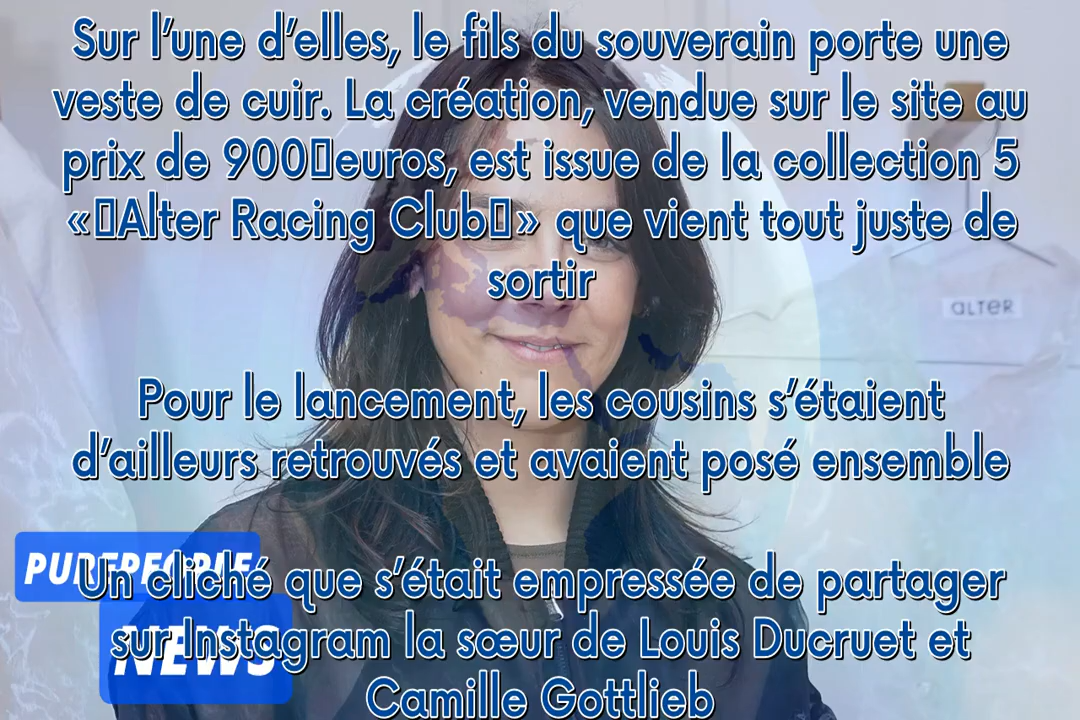 Sur l’une d’elles, le fils du souverain porte une
veste de cuir. La création, vendue sur le site au
prix de 900▯euros, est issue de la collection 5
«▯Alter Racing Club▯» que vient tout juste de
sortir
ALTER
Pour le lancement, les cousins s’étaient
d’ailleurs retrouvés et avaient posé ensemble
PUREPEOPLE
Un cliché que s’était empressée de partager
sur Instagram la sœur de Louis Ducruet et
NEWS
Camille Gottlieb